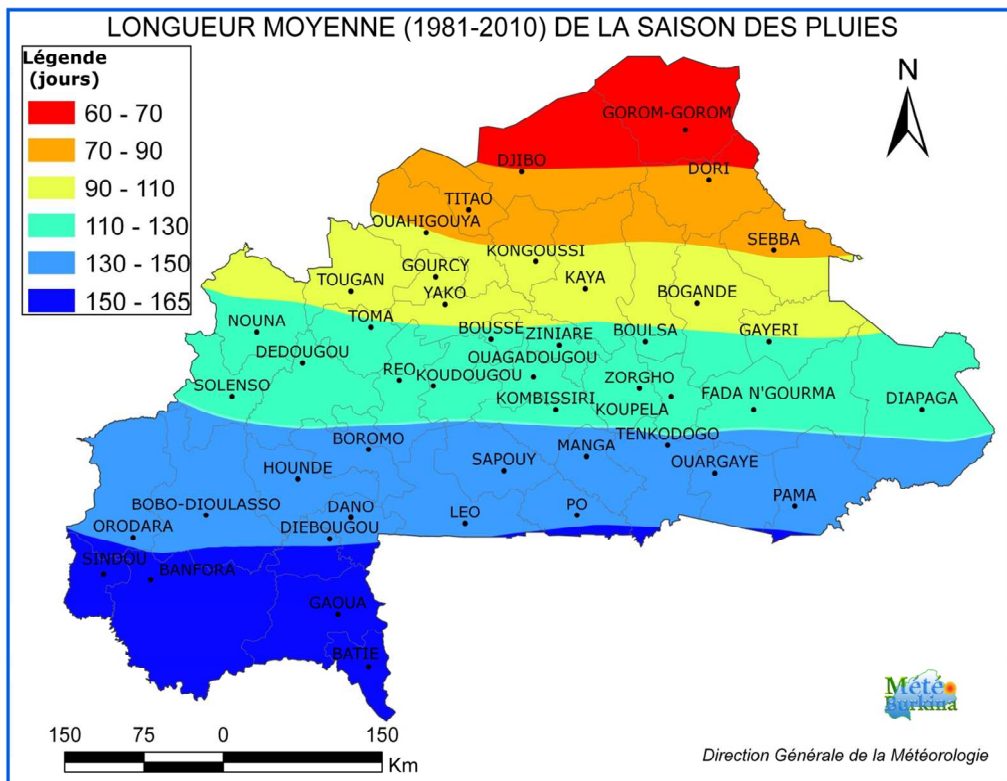 LONGUEUR MOYENNE (1981-2010) DE LA SAISON DES PLUIES
Légende
(jours)
60 - 70
70 - 90
90 - 110
110 - 130
130 - 150
150 - 165
N
GOROM-GOROM
DJIBO
DORI
TITAO
OUAHIGOUYA
SEBBA
KONGOUSSI
GOURCY
KAYA
TOUGAN
YAKO
BOGANDE
NOUNA
TOMA
BOUSSE
ZINIARE
BOULSA
GAYERI
DEDOUGOU
OUAGADOUGOU
REO
KOUDOUGOU
ZORGHO
SOLENSO
KOMBISSIRI
KOUPELA
FADA N'GOURMA
DIAPAGA
BOROMO
MANGA
TENKODOGO
HOUNDE
SAPOUY
OUARGAYE
BOBO-DIOULASSO
DANO
LEO
PO
PAMA
ORODARA
DIEBOUGOU
SINDOU
BANFORA
GAOUA
BATIE
150 75 0 150
Km
Météo
Burkina
Direction Générale de la Météorologie